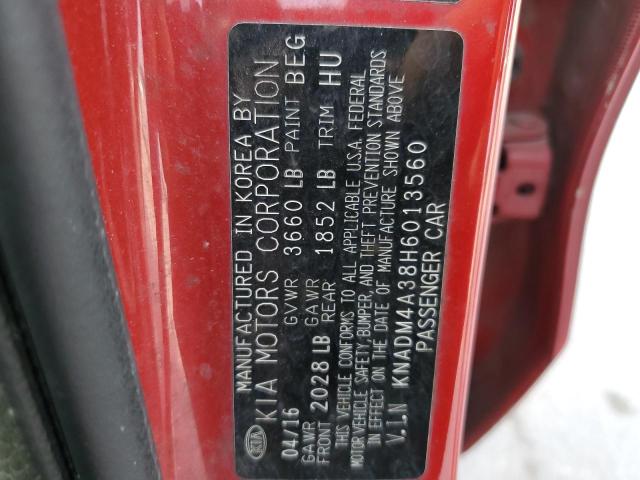 KIA
MANUFACTURED IN KOREA BY
KIA MOTORS CORPORATION
04/16 GVWR 3660 LB PAINT BEG
GAWR FRONT 2028 LB GAWR REAR 1852 LB TRIM HU
THIS VEHICLE CONFORMS TO ALL APPLICABLE U.S.A. FEDERAL
MOTOR VEHICLE SAFETY,BUMPER,AND THEFT PREVENTION STANDARDS
IN EFFECT ON THE DATE OF MANUFACTURE SHOWN ABOVE
V.I.N KNADM4A38H6013560
PASSENGER CAR